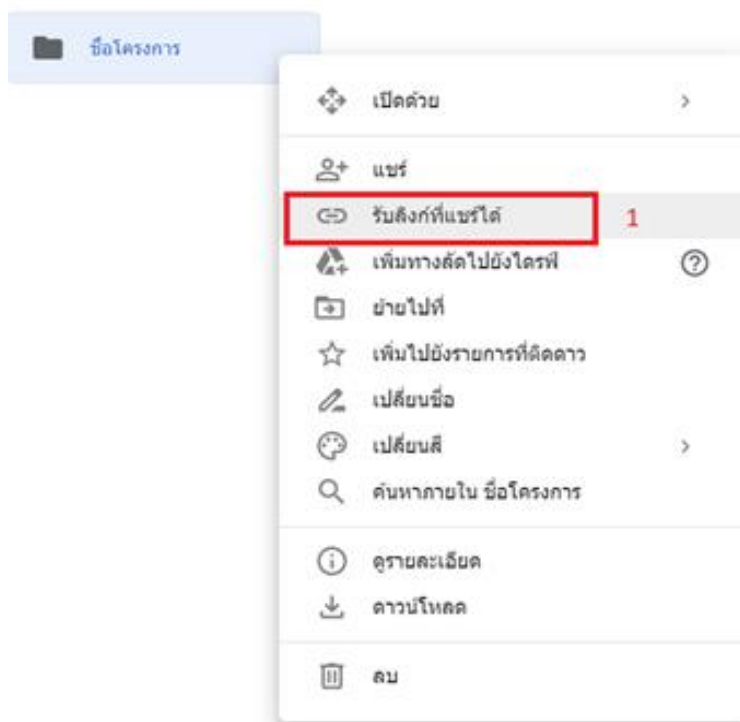 ชื่อโครงการ
เปิดด้วย
แชร์
รับลิงก์ที่แชร์ได้ 1
เพิ่มทางลัดไปยังไดรฟ์
ย้ายไปที่
เพิ่มไปยังรายการที่ติดดาว
เปลี่ยนชื่อ
เปลี่ยนสี
ค้นหาภายใน ชื่อโครงการ
ดูรายละเอียด
ดาวน์โหลด
ลบ